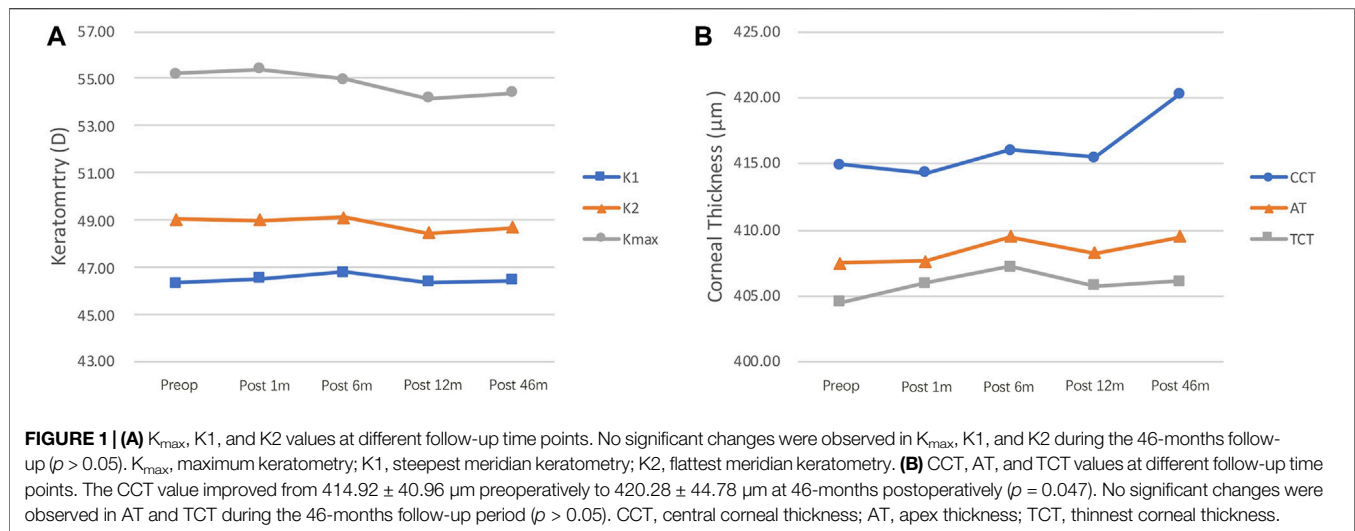 A
57.00
55.00
53.00
51.00
49.00
47.00
45.00
43.00
Keratomrtry (D)
Preop Post 1m Post 6m Post 12m Post 46m
K1
K2
Kmax
B
425.00
420.00
415.00
410.00
405.00
400.00
Corneal Thickness (μm )
Preop Post 1m Post 6m Post 12m Post 46m
CCT
AT
TCT
FIGURE 1 | (A) Kmax, K1, and K2 values at different follow-up time points. No significant changes were observed in Kmax, K1, and K2 during the 46-months follow-
up (p > 0.05). Kmax, maximum keratometry; K1, steepest meridian keratometry; K2, flattest meridian keratometry. (B) CCT, AT, and TCT values at different follow-up time
points. The CCT value improved from 414.92 ± 40.96 μm preoperatively to 420.28 ± 44.78 μm at 46-months postoperatively (p = 0.047). No significant changes were
observed in AT and TCT during the 46-months follow-up period (p > 0.05). CCT, central corneal thickness; AT, apex thickness; TCT, thinnest corneal thickness.